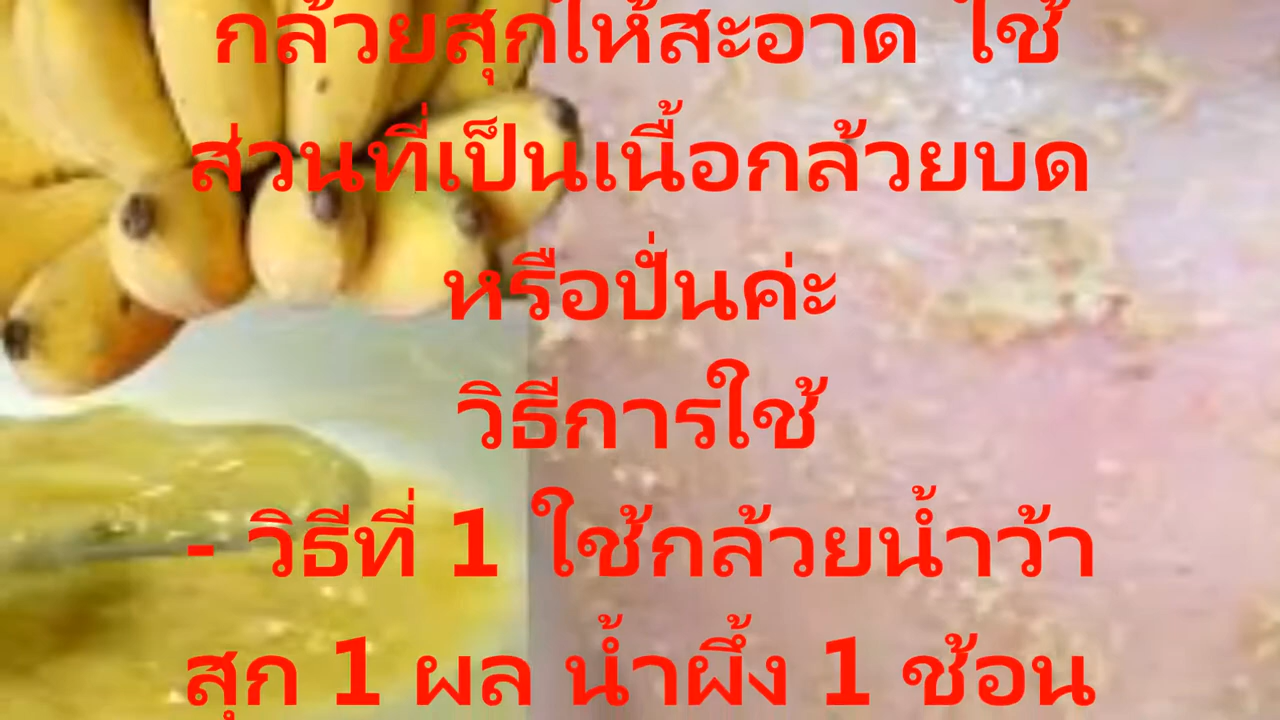 กล้วยสุกให้สะอาด ใช้
ส่วนที่เป็นเนื้อกล้วยบด
หรือปั่นค่ะ
วิธีการใช้
- วิธีที่ 1 ใช้กล้วยน้ำว้า
สุก 1 ผล น้ำผึ้ง 1 ช้อน